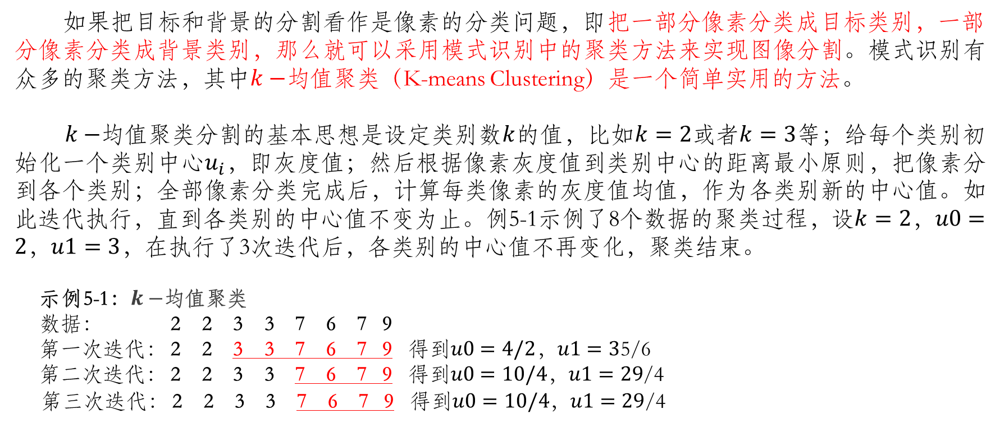 如果把目标和背景的分割看作是像素的分类问题，即把一部分像素分类成目标类别，一部
分像素分类成背景类别，那么就可以采用模式识别中的聚类方法来实现图像分割。模式识别有
众多的聚类方法，其中k－均值聚类（K-means Clustering）是一个简单实用的方法。
k－均值聚类分割的基本思想是设定类别数k的值，比如k = 2或者k = 3等；给每个类别初
始化一个类别中心u_i，即灰度值；然后根据像素灰度值到类别中心的距离最小原则，把像素分
到各个类别；全部像素分类完成后，计算每类像素的灰度值均值，作为各类别新的中心值。如
此迭代执行，直到各类别的中心值不变为止。例5-1示例了8个数据的聚类过程，设k = 2，u0 =
2，u1 = 3，在执行了3次迭代后，各类别的中心值不再变化，聚类结束。
示例5-1：k－均值聚类
数据： 2 2 3 3 7 6 7 9
第一次迭代：2 2 3 3 7 6 7 9 得到u0 = 4/2，u1 = 35/6
第二次迭代：2 2 3 3 7 6 7 9 得到u0 = 10/4，u1 = 29/4
第三次迭代：2 2 3 3 7 6 7 9 得到u0 = 10/4，u1 = 29/4